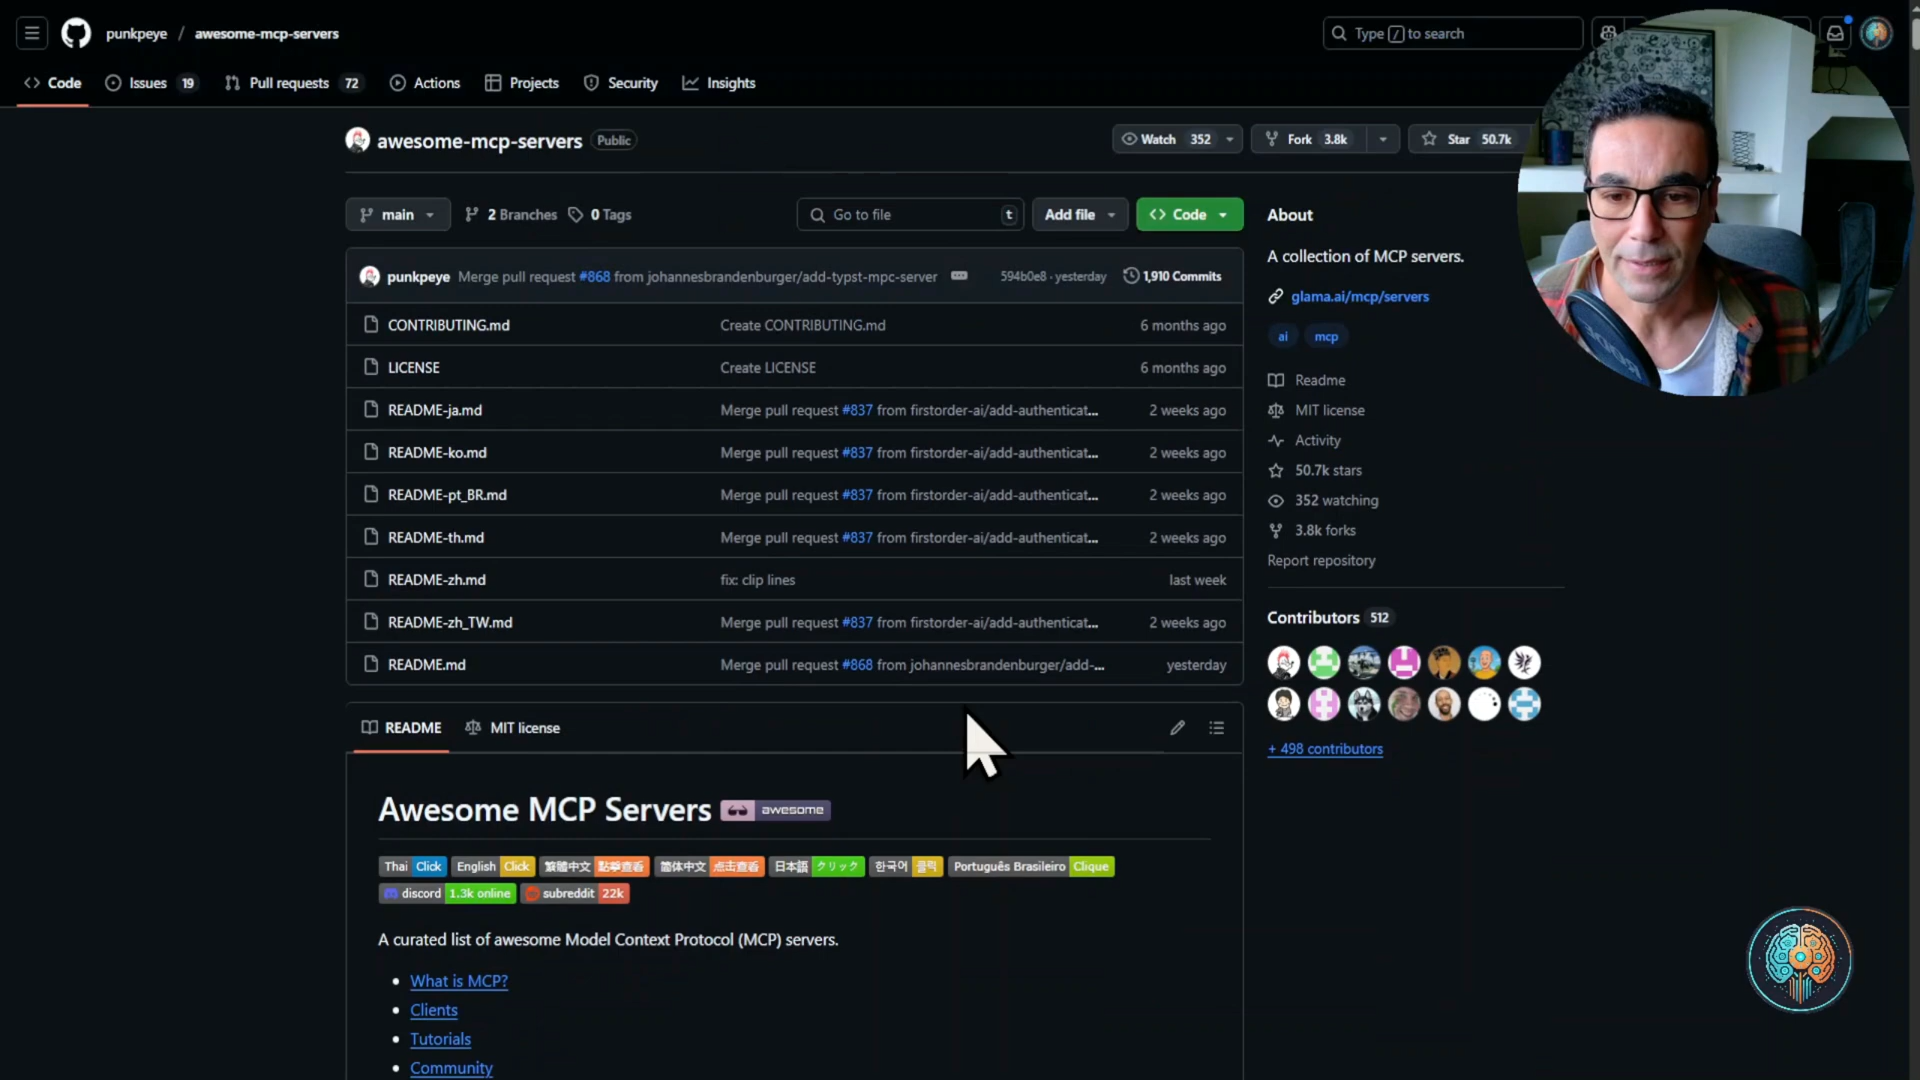 punkpeye / awesome-mcp-servers
Type / to search
Code
Issues 19
Pull requests 72
Actions
Projects
Security
Insights
awesome-mcp-servers Public
Watch 352
Fork 3.8k
Star 50.7k
main
2 Branches
0 Tags
Go to file t
Add file
Code
punkpeye Merge pull request #868 from johannesbrandenburger/add-typst-mpc-server 594b0e8 · yesterday 1,910 Commits
CONTRIBUTING.md Create CONTRIBUTING.md 6 months ago
LICENSE Create LICENSE 6 months ago
README-ja.md Merge pull request #837 from firstorder-ai/add-authenticat... 2 weeks ago
README-ko.md Merge pull request #837 from firstorder-ai/add-authenticat... 2 weeks ago
README-pt_BR.md Merge pull request #837 from firstorder-ai/add-authenticat... 2 weeks ago
README-th.md Merge pull request #837 from firstorder-ai/add-authenticat... 2 weeks ago
README-zh.md fix: clip lines last week
README-zh_TW.md Merge pull request #837 from firstorder-ai/add-authenticat... 2 weeks ago
README.md Merge pull request #868 from johannesbrandenburger/add-... yesterday
README
MIT license
Awesome MCP Servers awesome
Thai Click English Click 繁體中文 點擊查看 简体中文 点击查看 日本語 クリック 한국어 클릭 Português Brasileiro Clique
discord 1.3k online subreddit 22k
A curated list of awesome Model Context Protocol (MCP) servers.
What is MCP?
Clients
Tutorials
Community
About
A collection of MCP servers.
glama.ai/mcp/servers
ai mcp
Readme
MIT license
Activity
50.7k stars
352 watching
3.8k forks
Report repository
Contributors 512
+ 498 contributors
RODE